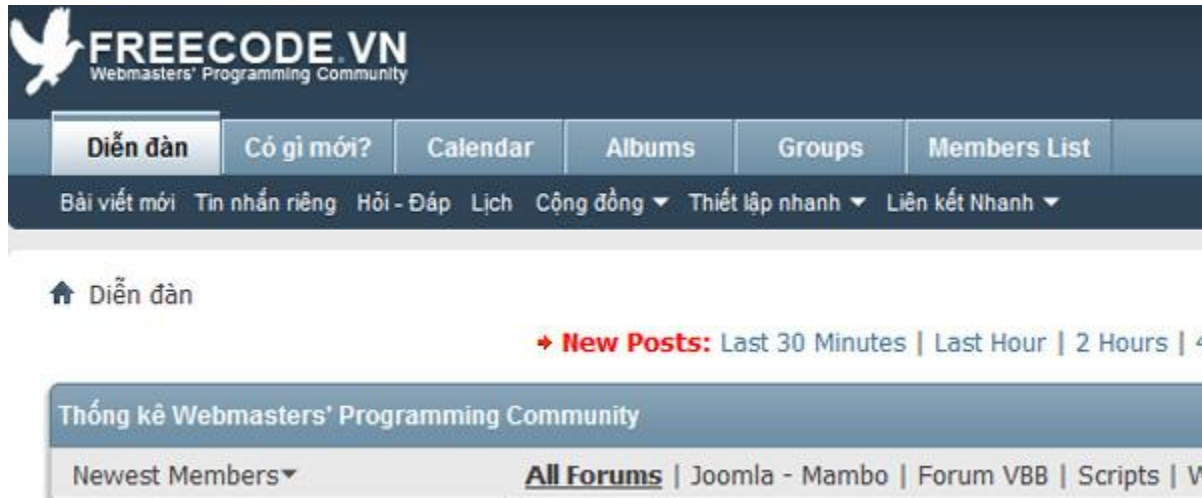 FREECODE.VN
Webmasters' Programming Community
Diễn đàn Có gì mới? Calendar Albums Groups Members List
Bài viết mới Tin nhắn riêng Hỏi - Đáp Lịch Cộng đồng Thiết lập nhanh Liên kết Nhanh
Diễn đàn
New Posts: Last 30 Minutes | Last Hour | 2 Hours |
Thống kê Webmasters' Programming Community
Newest Members All Forums | Joomla - Mambo | Forum VBB | Scripts |